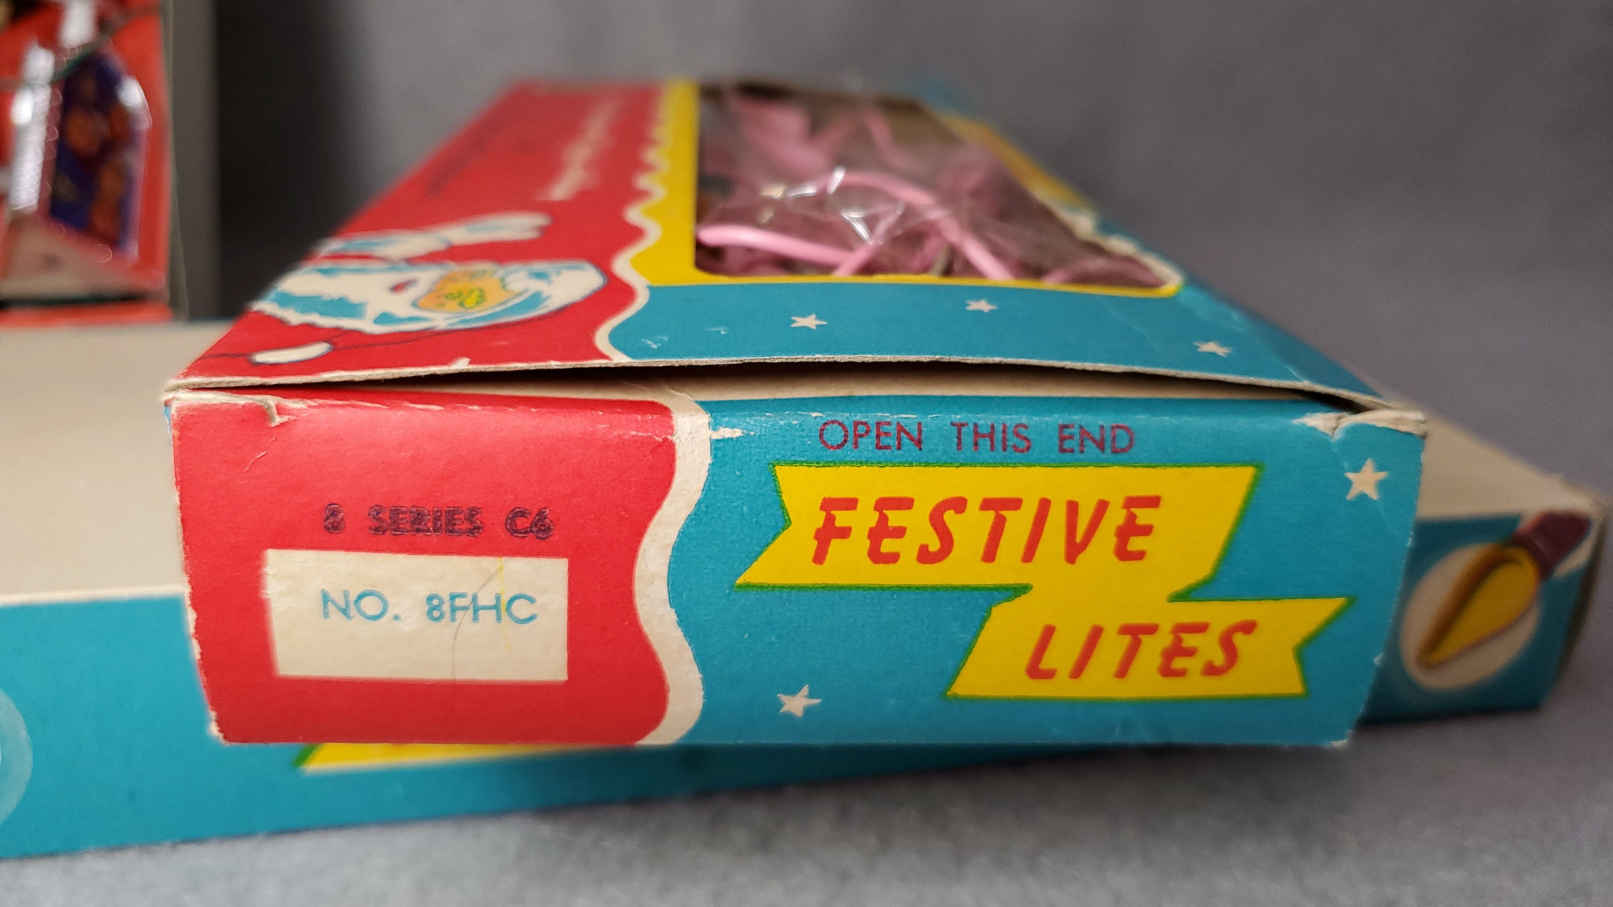 OPEN THIS END
FESTIVE
LITES
8 SERIES C6
NO. 8FHC